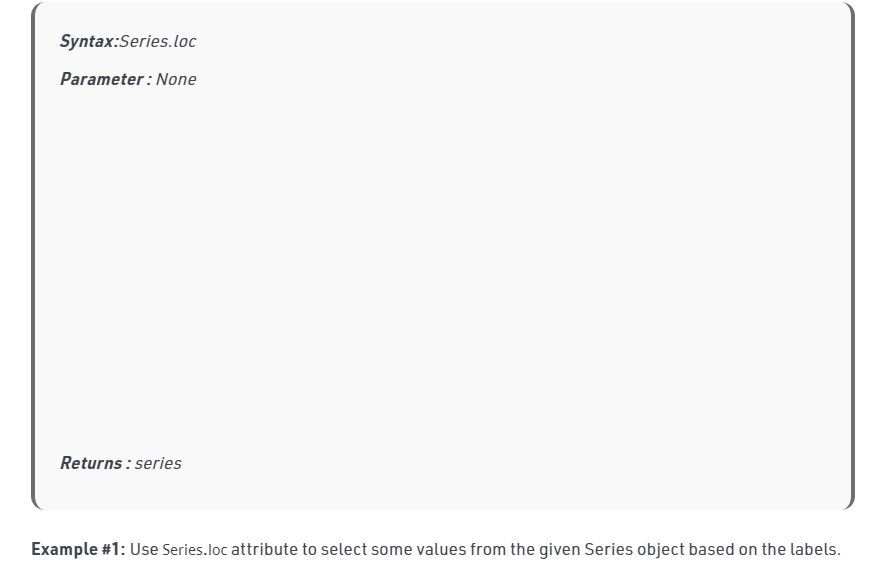 Syntax:Series.loc
Parameter : None
Returns : series
Example #1: Use Series.loc attribute to select some values from the given Series object based on the labels.